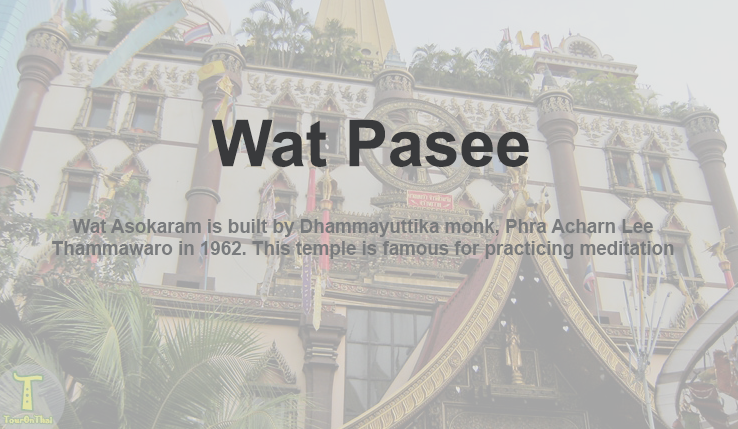 Wat Pasee
Wat Asokaram is built by Dhammayuttika monk, Phra Acharn Lee
Thammawaro in 1962. This temple is famous for practicing meditation
TourOnThai